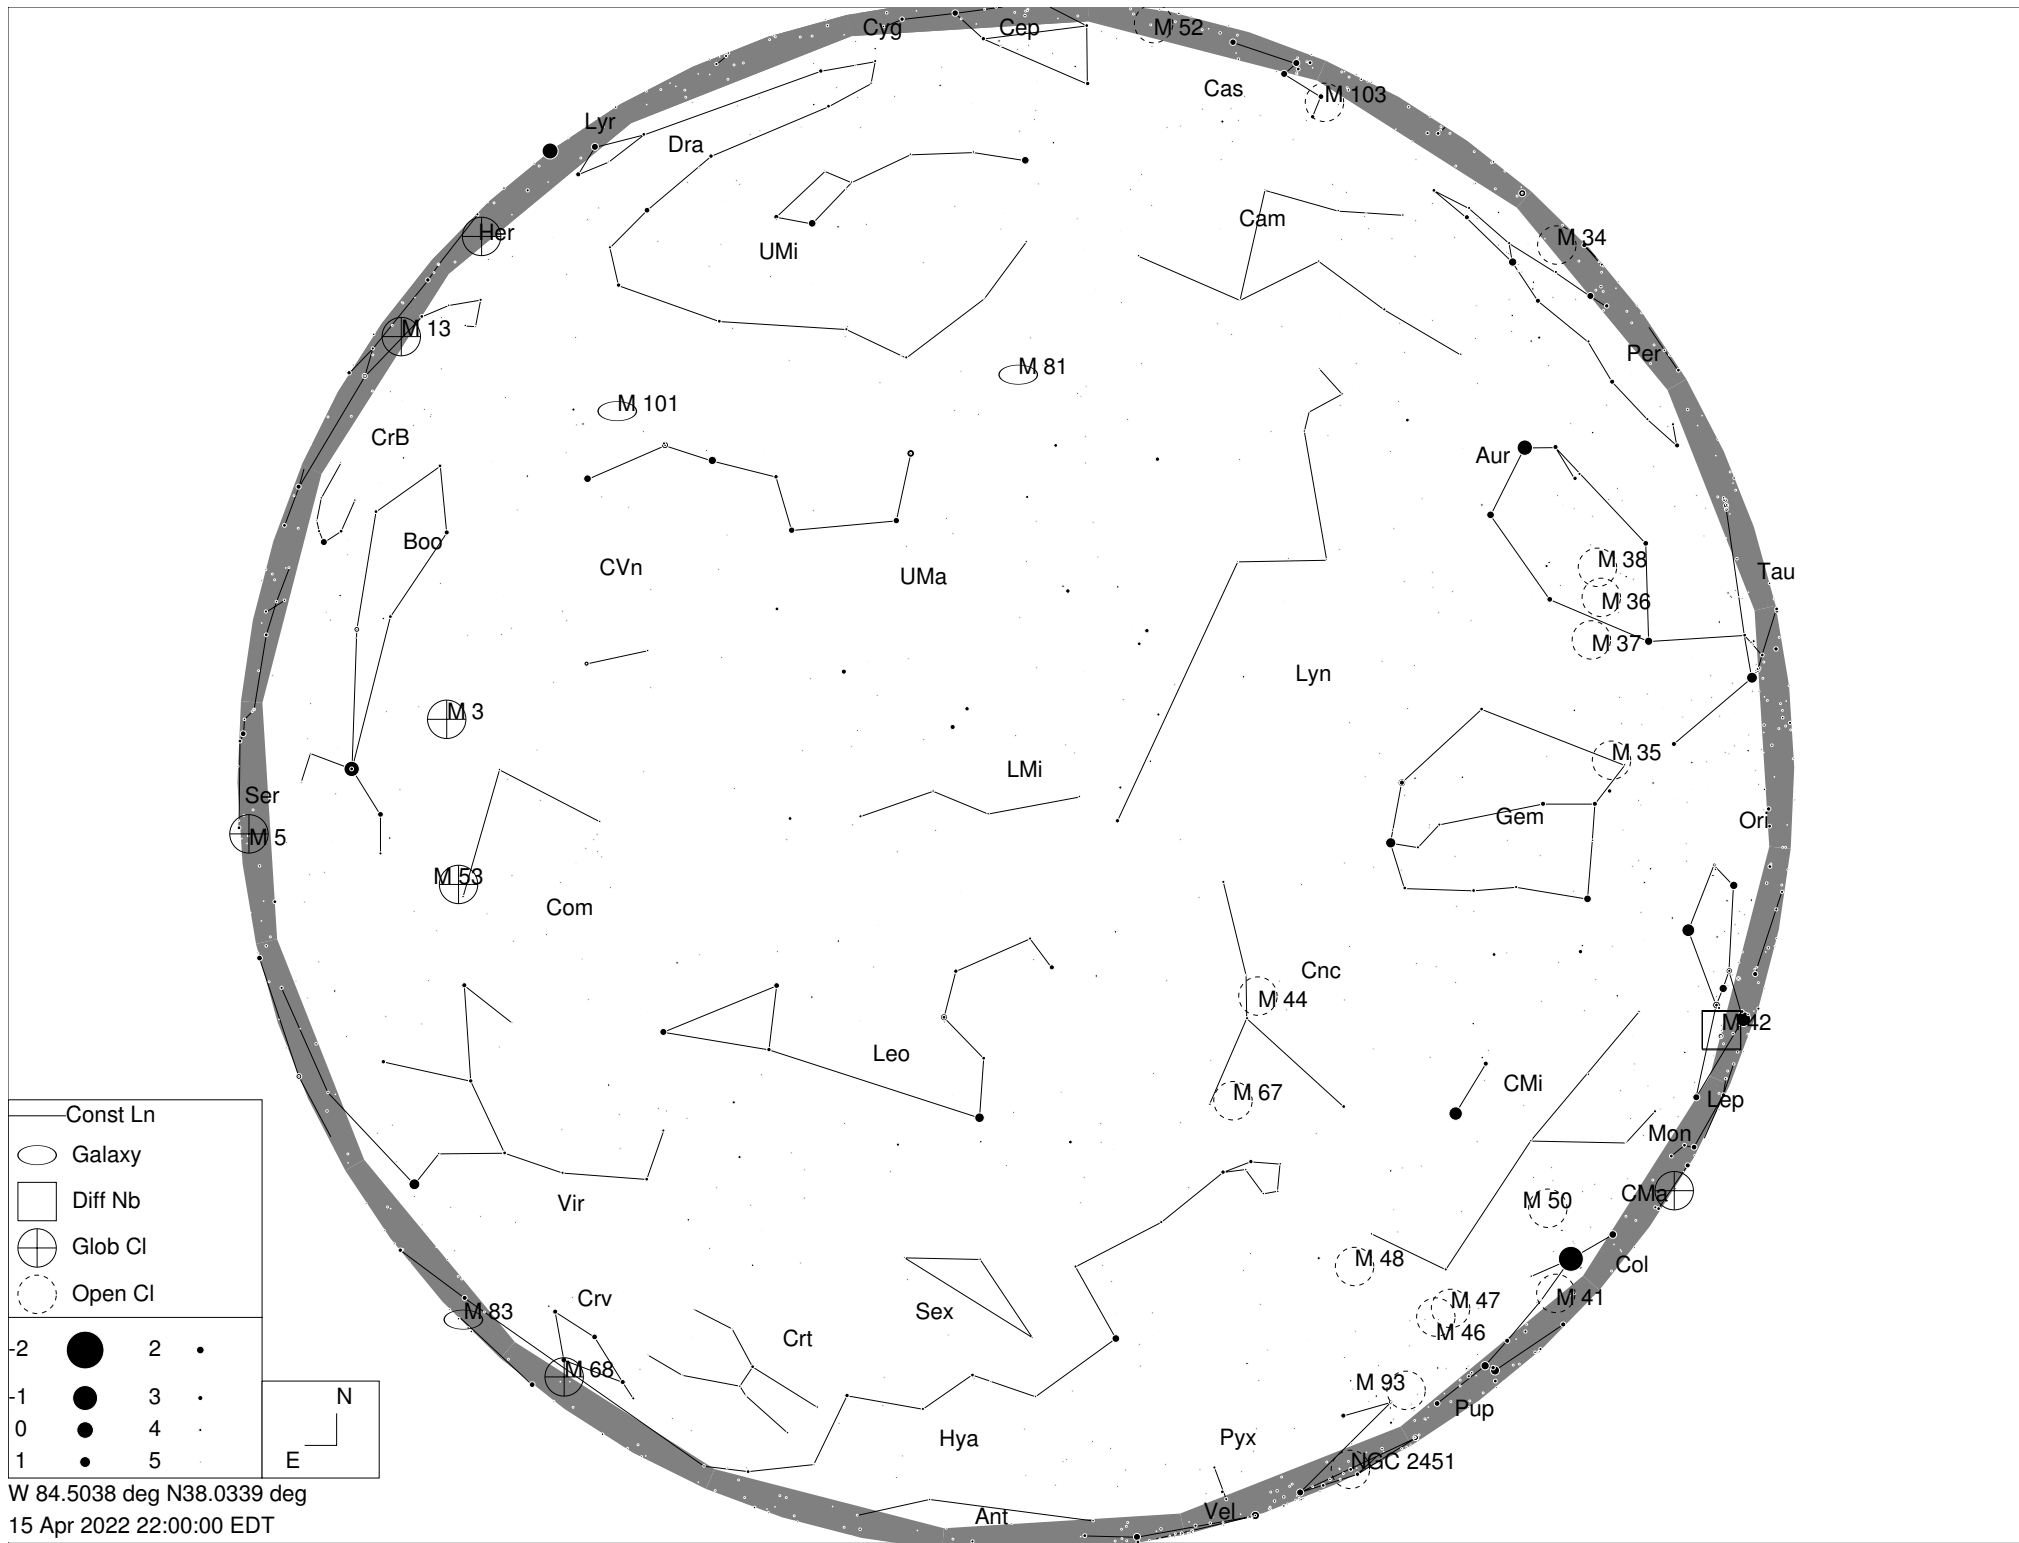 Cyg
Cep
M 52
Cas
M 103
Lyr
Dra
Her
UMi
Cam
M 34
M 13
Per
M 81
M 101
CrB
Aur
Boo
CVn
UMa
M 38
Tau
M 36
M 37
Lyn
M 3
M 35
LMi
Ser
Gem
Ori
M 5
M 53
Com
Cnc
M 44
M 42
Leo
CMi
M 67
Lep
Mon
Vir
M 50
CMa
M 48
Col
M 41
Crv
M 83
Sex
M 47
Crt
M 46
M 68
M 93
Pup
Hya
Pyx
NGC 2451
Ant
Vel
Const Ln
Galaxy
Diff Nb
Glob Cl
Open Cl
-2 2
-1 3
0 4
1 5
N
E
W 84.5038 deg N38.0339 deg
15 Apr 2022 22:00:00 EDT